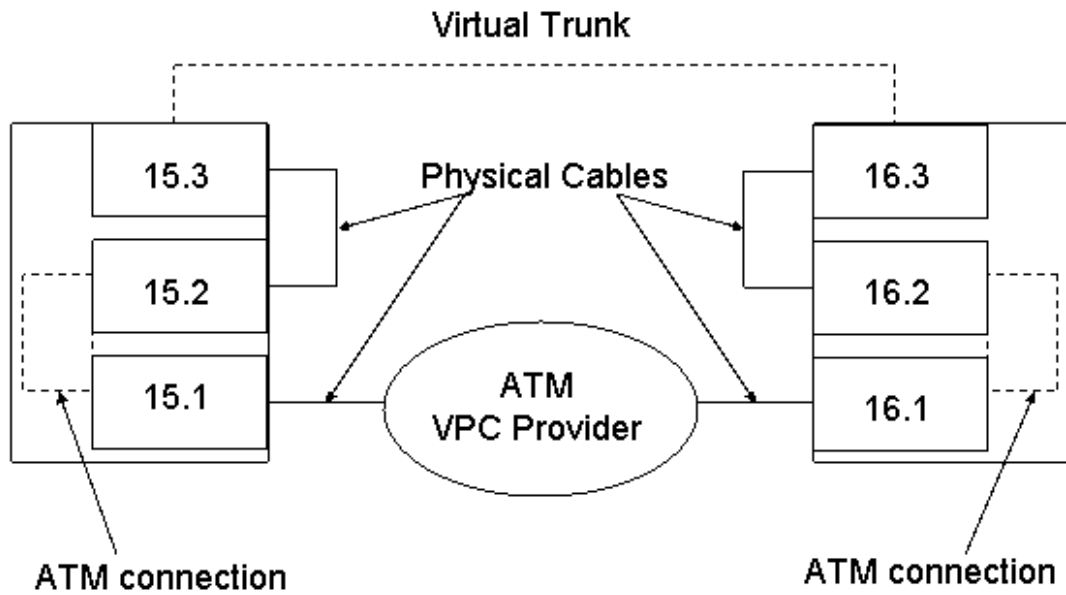 Virtual Trunk
15.3
Physical Cables
16.3
15.2
16.2
15.1
ATM
VPC Provider
16.1
ATM connection
ATM connection